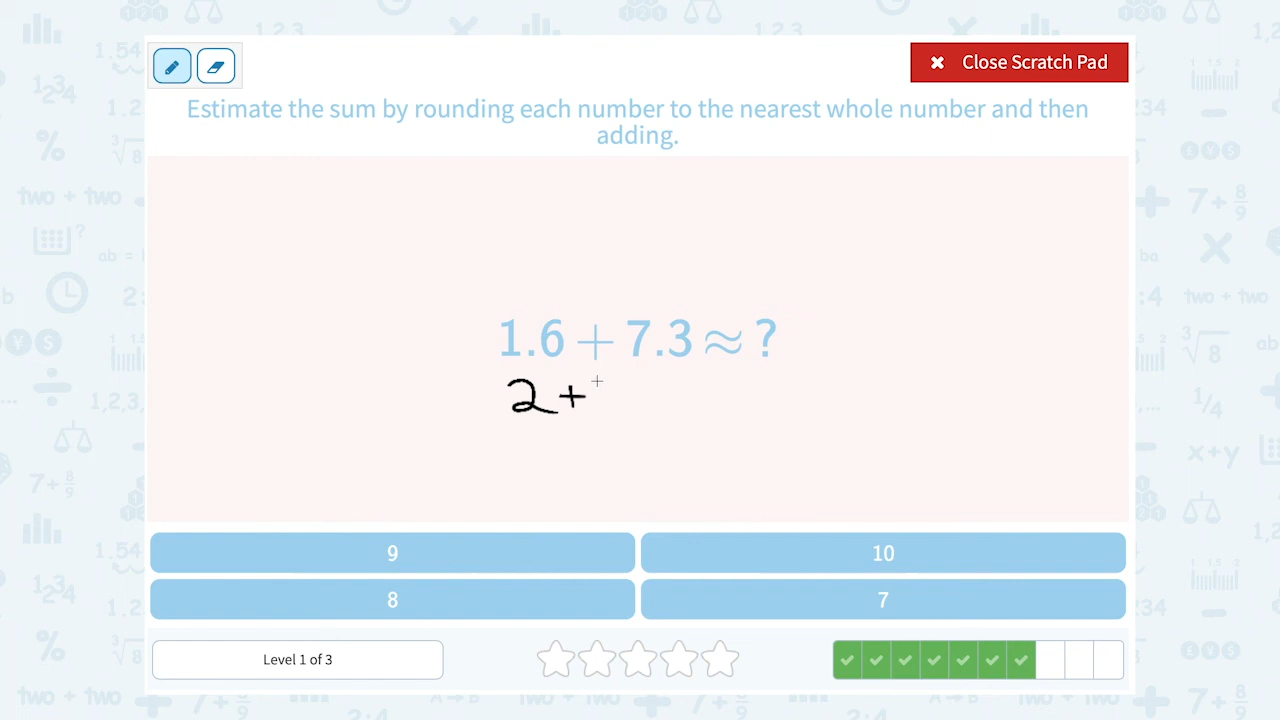 Close Scratch Pad
Estimate the sum by rounding each number to the nearest whole number and then
adding.
1.6 + 7.3 ≈ ?
2 +
9
10
8
7
Level 1 of 3